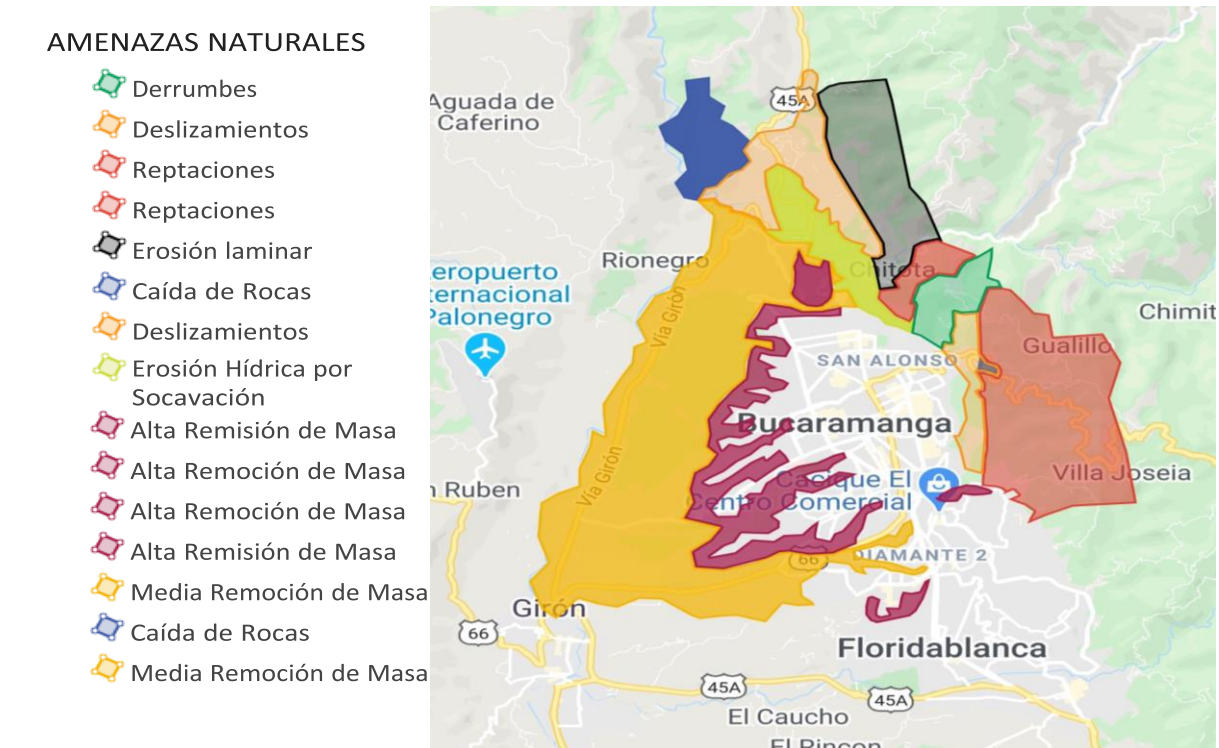 AMENAZAS NATURALES
Derrumbes
Deslizamientos
Reptaciones
Reptaciones
Erosión laminar
Caída de Rocas
Deslizamientos
Erosión Hídrica por
Socavación
Alta Remisión de Masa
Alta Remoción de Masa
Alta Remoción de Masa
Alta Remisión de Masa
Media Remoción de Masa
Caída de Rocas
Media Remoción de Masa
45A
Aguada de
Caferino
Rionegro
Chitota
eropuerto
ternacional
Palonegro
Vía Girón
Chimit
SAN ALONSO
Gualillo
Bucaramanga
Vía Girón
Cacique El
Centro Comercial
Villa Joseia
n Ruben
66
DIAMANTE 2
Girón
66
Floridablanca
45A
45A
El Caucho
El Rincon